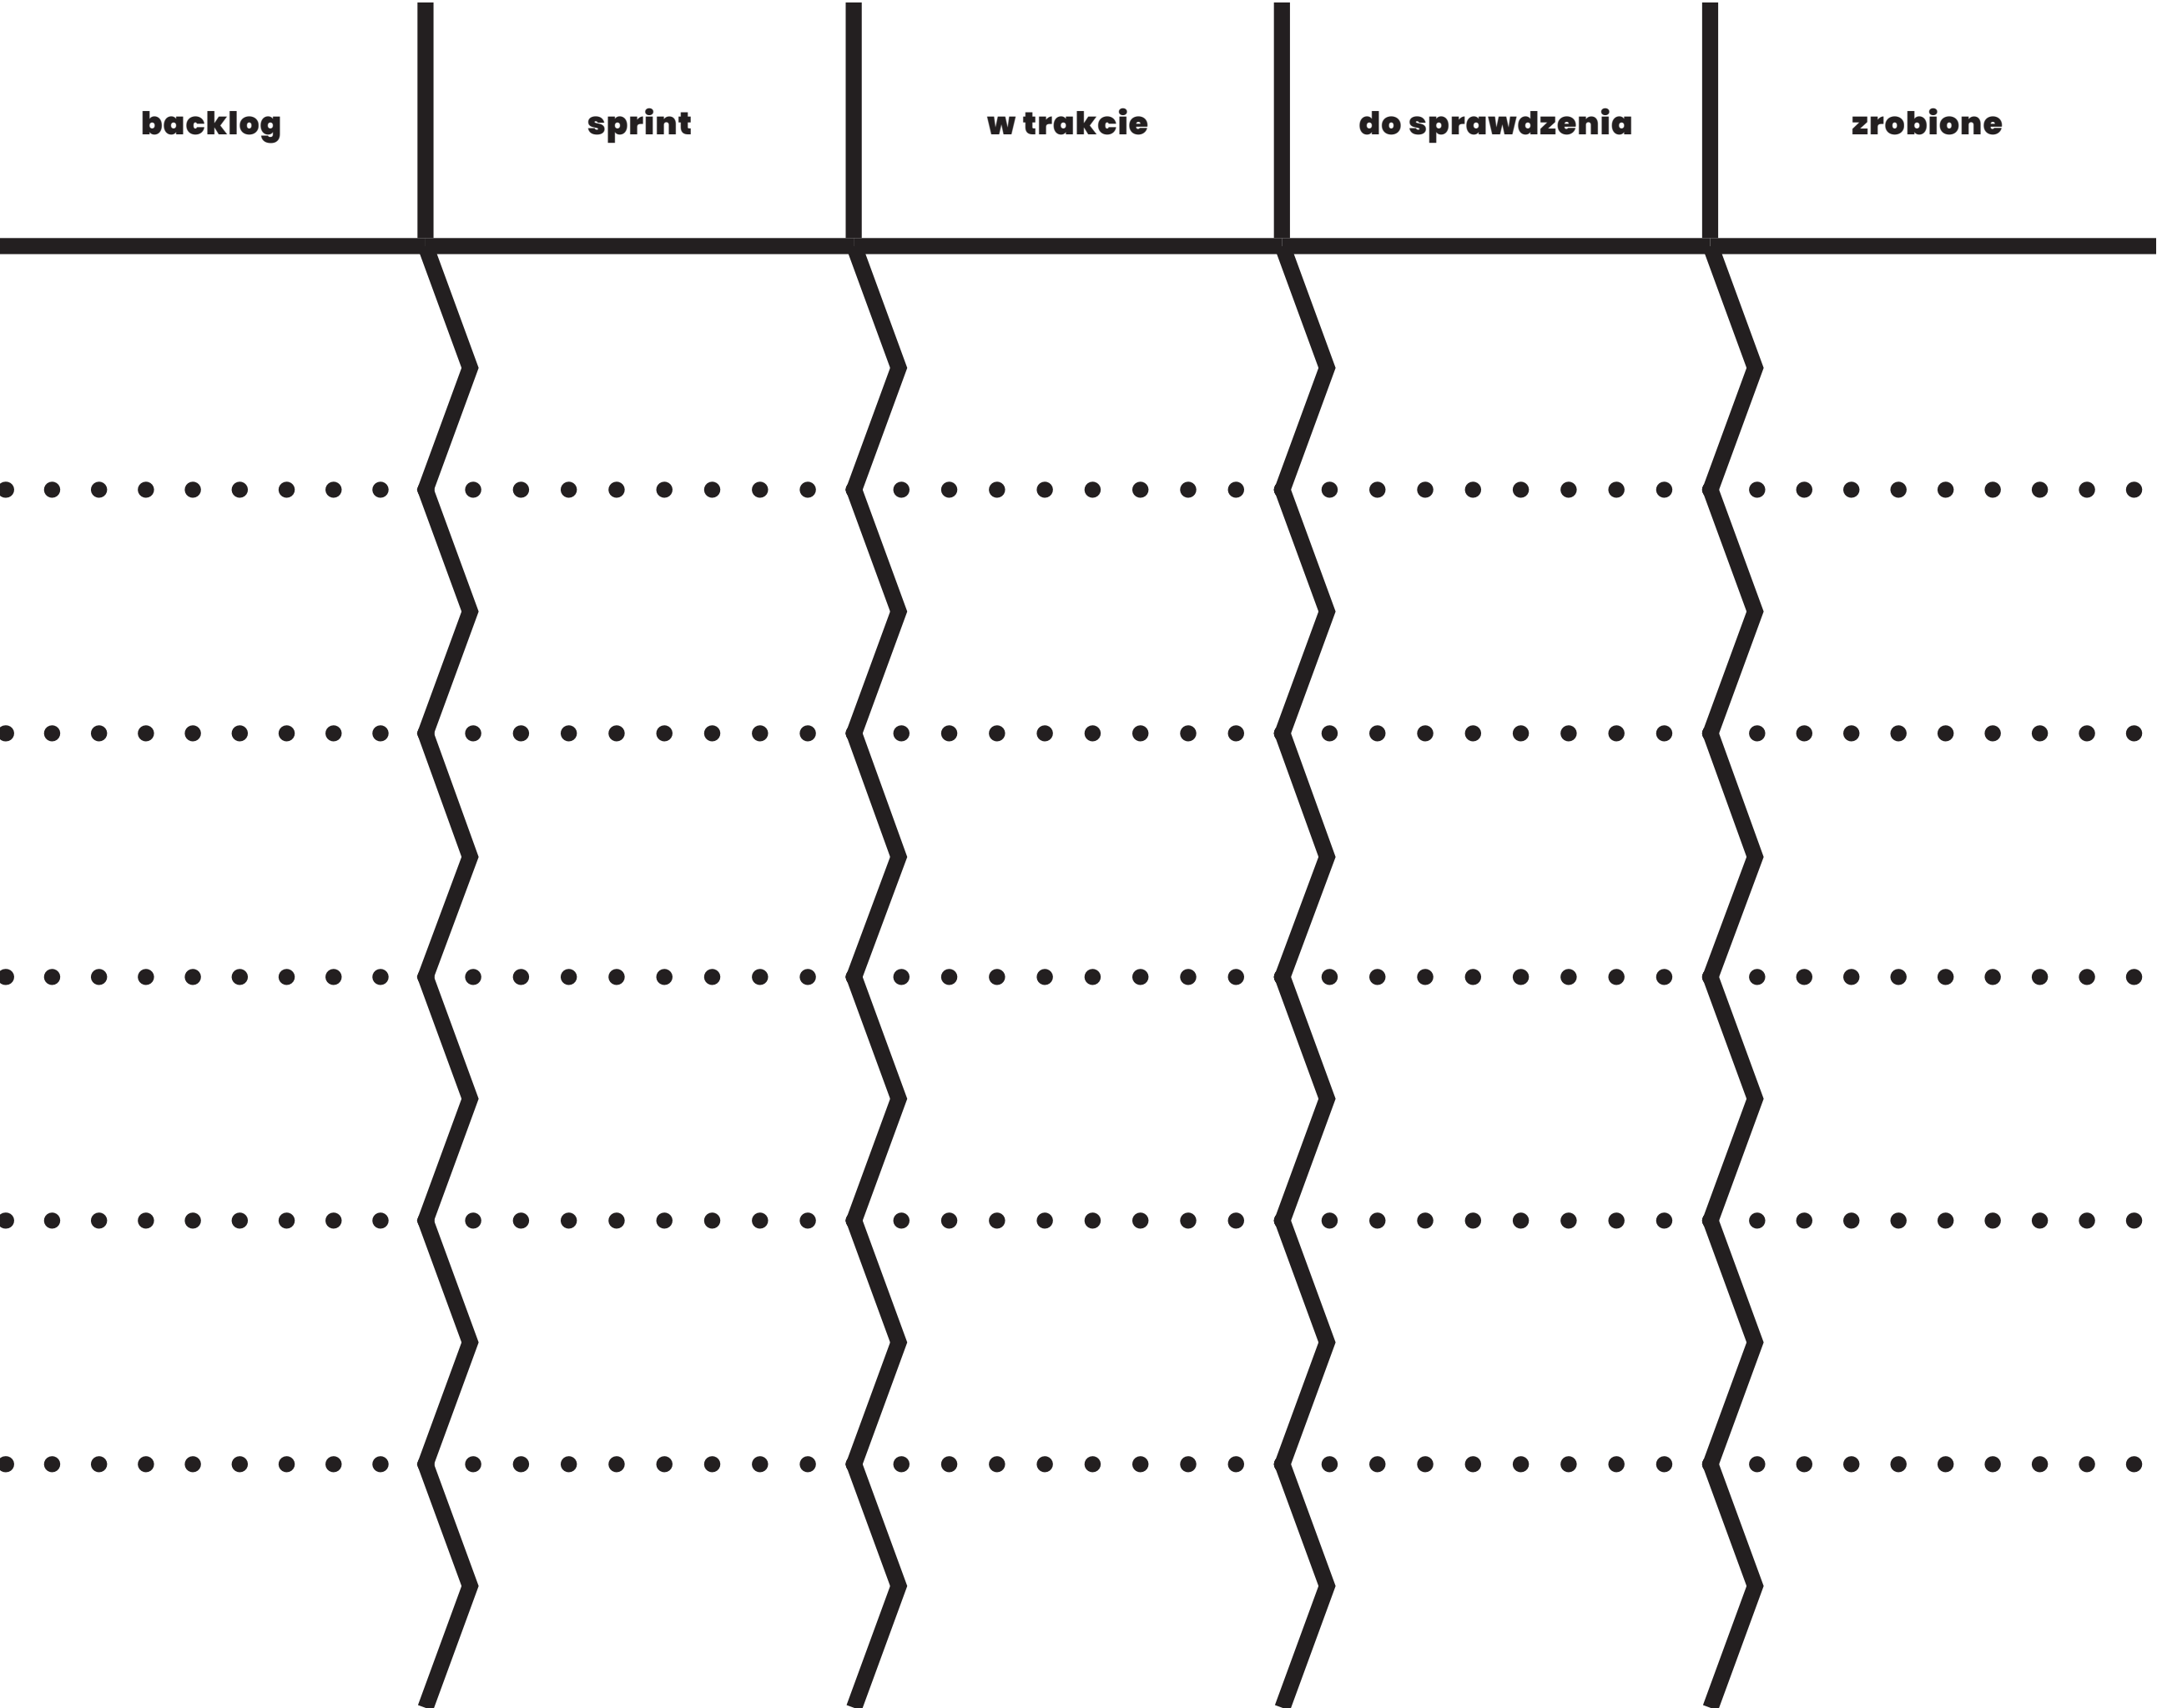 backlog
sprint
w trakcie
do sprawdzenia
zrobione